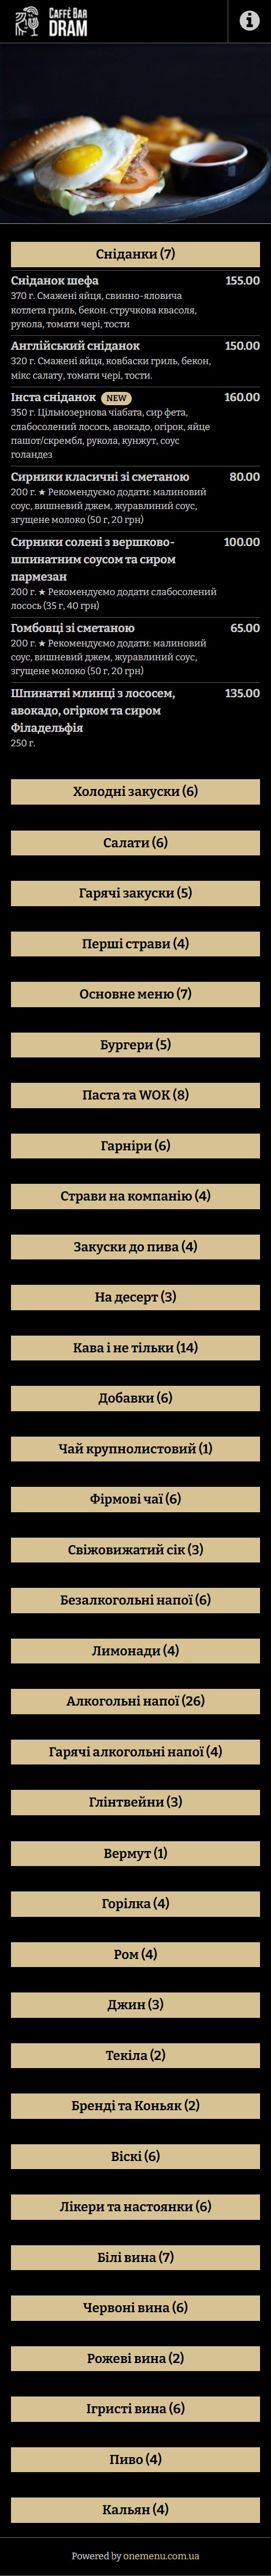 CAFFÉ BAR
DRAM
Сніданки (7)
Сніданок шефа 155.00
370 г. Смажені яйця, свинно-яловича
котлета гриль, бекон. стручкова квасоля,
рукола, томати чері, тости
Англійський сніданок 150.00
320 г. Смажені яйця, ковбаски гриль, бекон,
мікс салату, томати чері, тости.
Інста сніданок NEW 160.00
350 г. Цільнозернова чіабата, сир фета,
слабосолений лосось, авокадо, огірок, яйце
пашот/скрембл, рукола, кунжут, соус
голандез
Сирники класичні зі сметаною 80.00
200 г. ★ Рекомендуємо додати: малиновий
соус, вишневий джем, журавлиний соус,
згущене молоко (50 г, 20 грн)
Сирники солені з вершково- 100.00
шпинатним соусом та сиром
пармезан
200 г. ★ Рекомендуємо додати слабосолений
лосось (35 г, 40 грн)
Гомбовці зі сметаною 65.00
200 г. ★ Рекомендуємо додати: малиновий
соус, вишневий джем, журавлиний соус,
згущене молоко (50 г, 20 грн)
Шпинатні млинці з лососем, 135.00
авокадо, огірком та сиром
Філадельфія
250 г.
Холодні закуски (6)
Салати (6)
Гарячі закуски (5)
Перші страви (4)
Основне меню (7)
Бургери (5)
Паста та WOK (8)
Гарніри (6)
Страви на компанію (4)
Закуски до пива (4)
На десерт (3)
Кава і не тільки (14)
Добавки (6)
Чай крупнолистовий (1)
Фірмові чаї (6)
Свіжовижатий сік (3)
Безалкогольні напої (6)
Лимонади (4)
Алкогольні напої (26)
Гарячі алкогольні напої (4)
Глінтвейни (3)
Вермут (1)
Горілка (4)
Ром (4)
Джин (3)
Текіла (2)
Бренді та Коньяк (2)
Віскі (6)
Лікери та настоянки (6)
Білі вина (7)
Червоні вина (6)
Рожеві вина (2)
Ігристі вина (6)
Пиво (4)
Кальян (4)
Powered by onemenu.com.ua